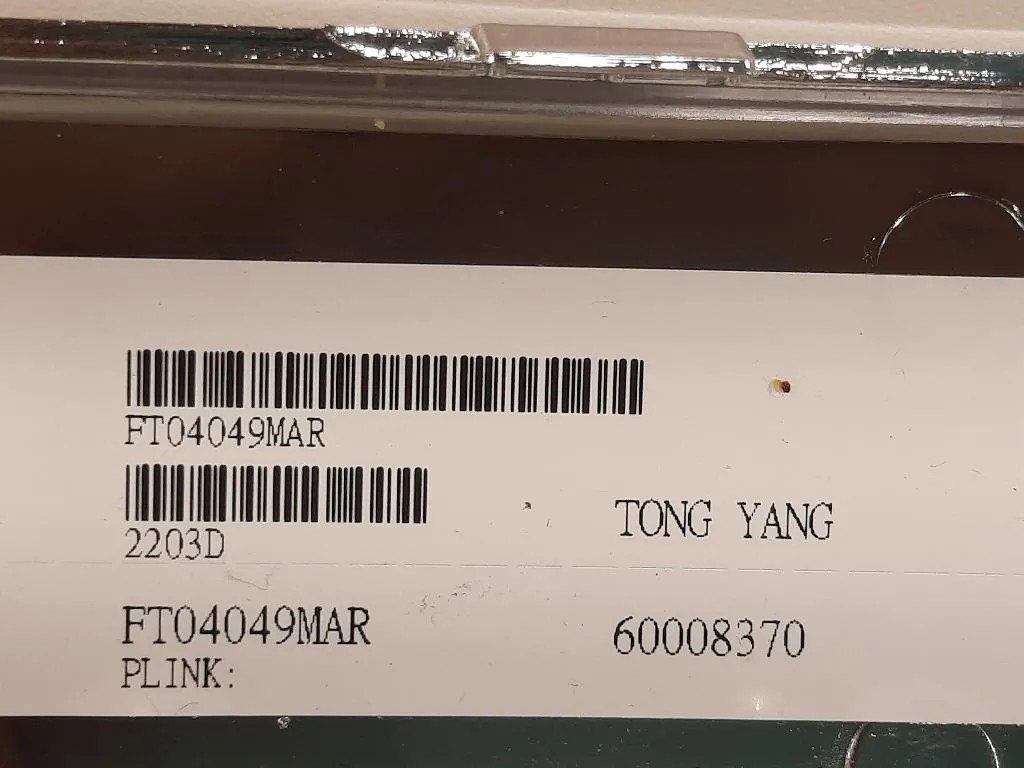 FT04049MAR
2203D
TONG YANG
FT04049MAR
60008370
PLINK: